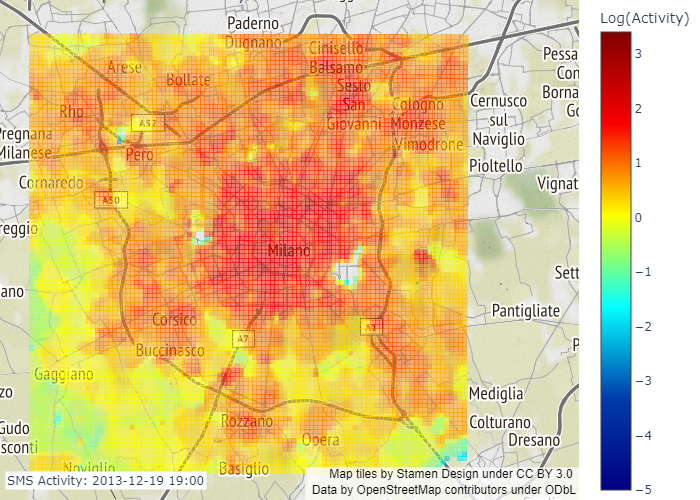 Paderno
Dugnano
Cinisello
Balsamo
Arese
Bollate
Sesto
San
Giovanni
Rho
Cologno
Monzese
A52
Pero
Pregnana
Milanese
Vimodrone
Cernusco
sul
Naviglio
Pioltello
Pessa
Con
Borna
Go
Cornaredo
A50
Vignat
reggio
Milano
Sett
ano
Pantigliate
Corsico
Buccinasco
A7
Gaggiano
Mediglia
Colturano
Dresano
zo
Gudo
sconti
Rozzano
Opera
Noviglio
Basiglio
SMS Activity: 2013-12-19 19:00
Map tiles by Stamen Design under CC BY 3.0
Data by OpenStreetMap contributors under ODbL
Log(Activity)
3
2
1
0
−1
−2
−3
−4
−5